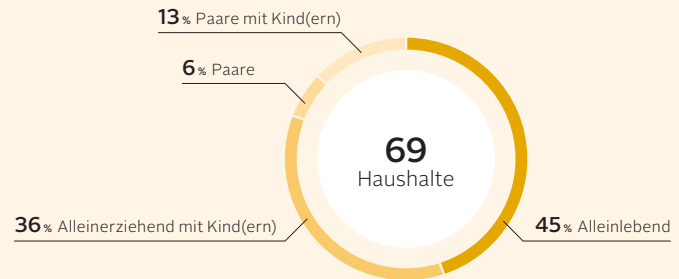 13 % Paare mit Kind(ern)
6 % Paare
69
Haushalte
36 % Alleinerziehend mit Kind(ern)
45 % Alleinlebend